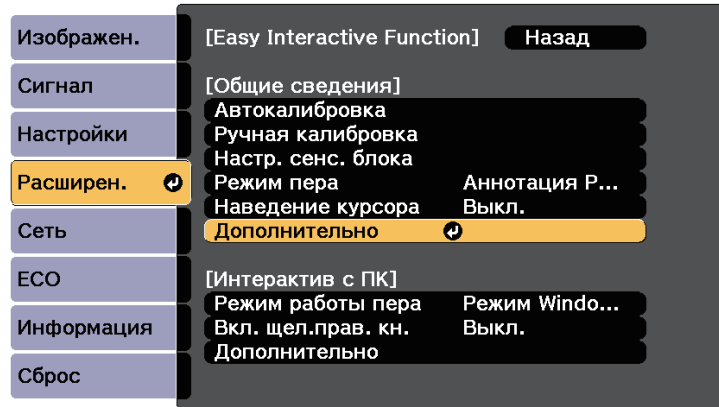 Изображен.
Сигнал
Настройки
Расширен.
Сеть
ECO
Информация
Сброс
[Easy Interactive Function] Назад
[Общие сведения]
Автокалибровка
Ручная калибровка
Настр. сенс. блока
Режим пера Аннотация P...
Наведение курсора Выкл.
Дополнительно
[Интерактив с ПК]
Режим работы пера Режим Windo...
Вкл. щел.прав. кн. Выкл.
Дополнительно